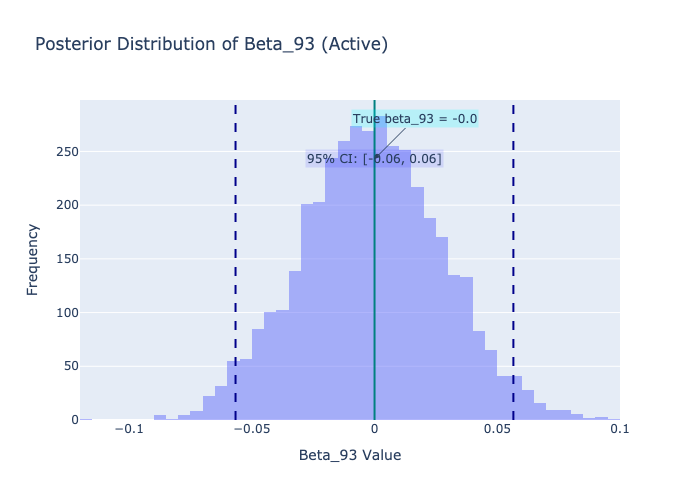 Posterior Distribution of Beta_93 (Active)
True beta_93 = -0.0
95% CI: [-0.06, 0.06]
250
200
150
100
50
0
Frequency
−0.1
−0.05
0
0.05
0.1
Beta_93 Value